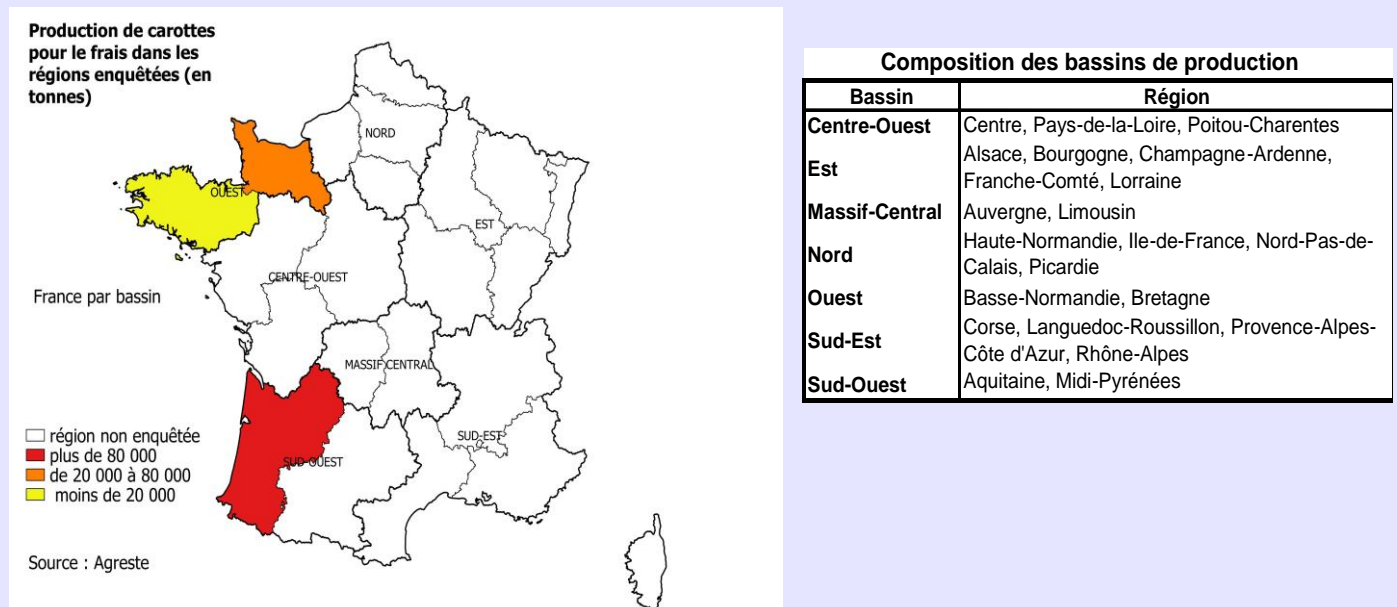 Production de carottes
pour le frais dans les
régions enquêtées (en
tonnes)
NORD
OUEST
EST
CENTRE-OUEST
France par bassin
MASSIF CENTRAL
SUD-EST
SUD-OUEST
région non enquêtée
plus de 80 000
de 20 000 à 80 000
moins de 20 000
Source : Agreste
Composition des bassins de production
Bassin Région
Centre-Ouest Centre, Pays-de-la-Loire, Poitou-Charentes
Est Alsace, Bourgogne, Champagne-Ardenne,
Franche-Comté, Lorraine
Massif-Central Auvergne, Limousin
Nord Haute-Normandie, Ile-de-France, Nord-Pas-de-
Calais, Picardie
Ouest Basse-Normandie, Bretagne
Sud-Est Corse, Languedoc-Roussillon, Provence-Alpes-
Côte d'Azur, Rhône-Alpes
Sud-Ouest Aquitaine, Midi-Pyrénées